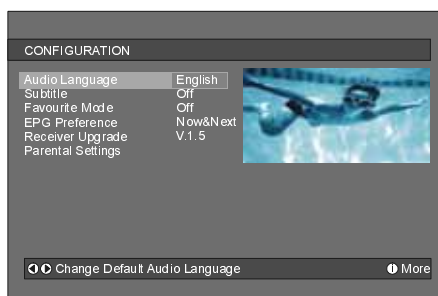 CONFIGURATION
Audio Language English
Subtitle Off
Favourite Mode Off
EPG Preference Now&Next
Receiver Upgrade V.1.5
Parental Settings
Change Default Audio Language More